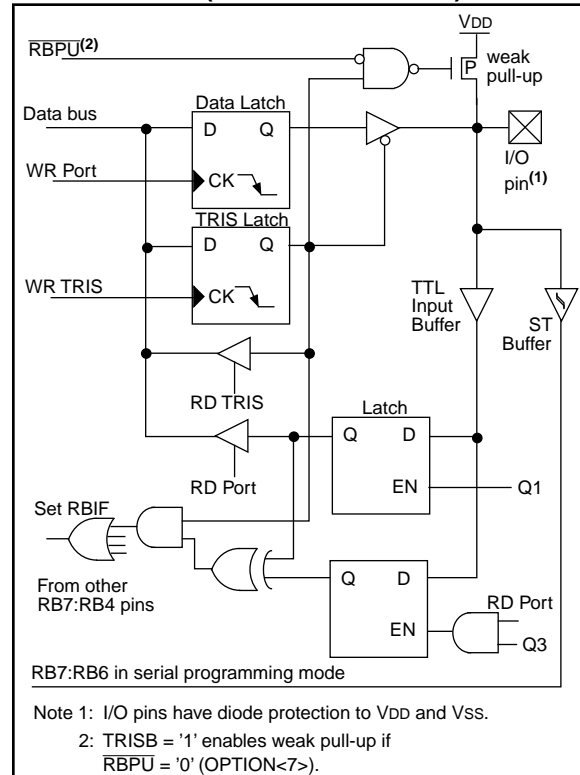 RBPU(2)
VDD
P
weak
pull-up
Data Latch
Data bus
D
Q
I/O
pin(1)
WR Port
CK
TRIS Latch
D
Q
WR TRIS
CK
TTL
Input
Buffer
ST
Buffer
RD TRIS
Latch
Q
D
RD Port
EN
Q1
Set RBIF
From other
RB7:RB4 pins
Q
D
RD Port
EN
Q3
RB7:RB6 in serial programming mode
Note 1: I/O pins have diode protection to VDD and VSS.
2: TRISB = '1' enables weak pull-up if
RBPU = '0' (OPTION<7>).